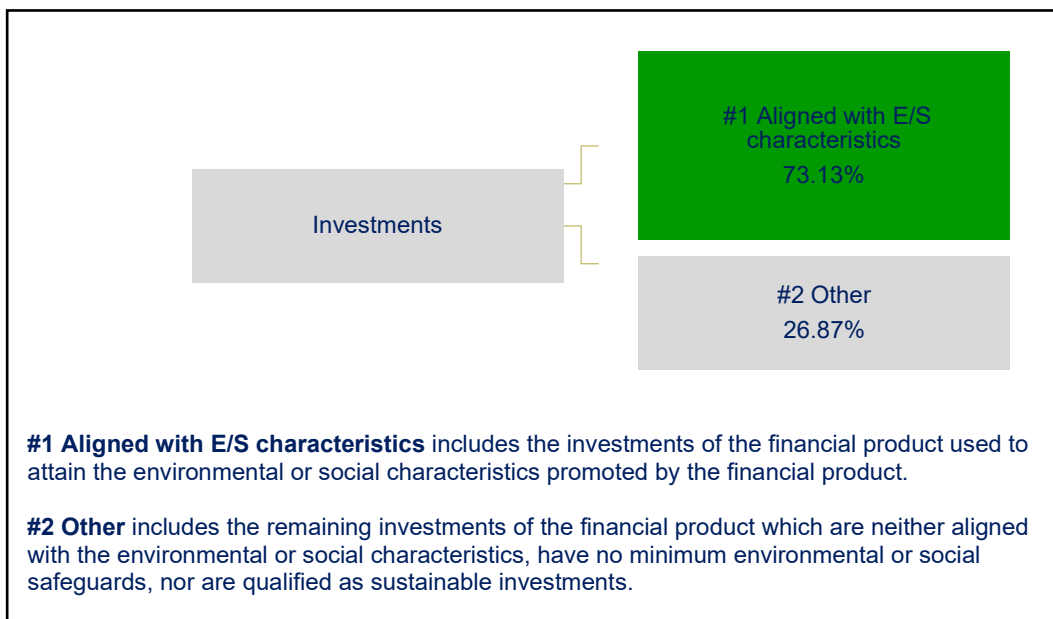 #1 Aligned with E/S
characteristics
73.13%
Investments
#2 Other
26.87%
#1 Aligned with E/S characteristics includes the investments of the financial product used to
attain the environmental or social characteristics promoted by the financial product.
#2 Other includes the remaining investments of the financial product which are neither aligned
with the environmental or social characteristics, have no minimum environmental or social
safeguards, nor are qualified as sustainable investments.